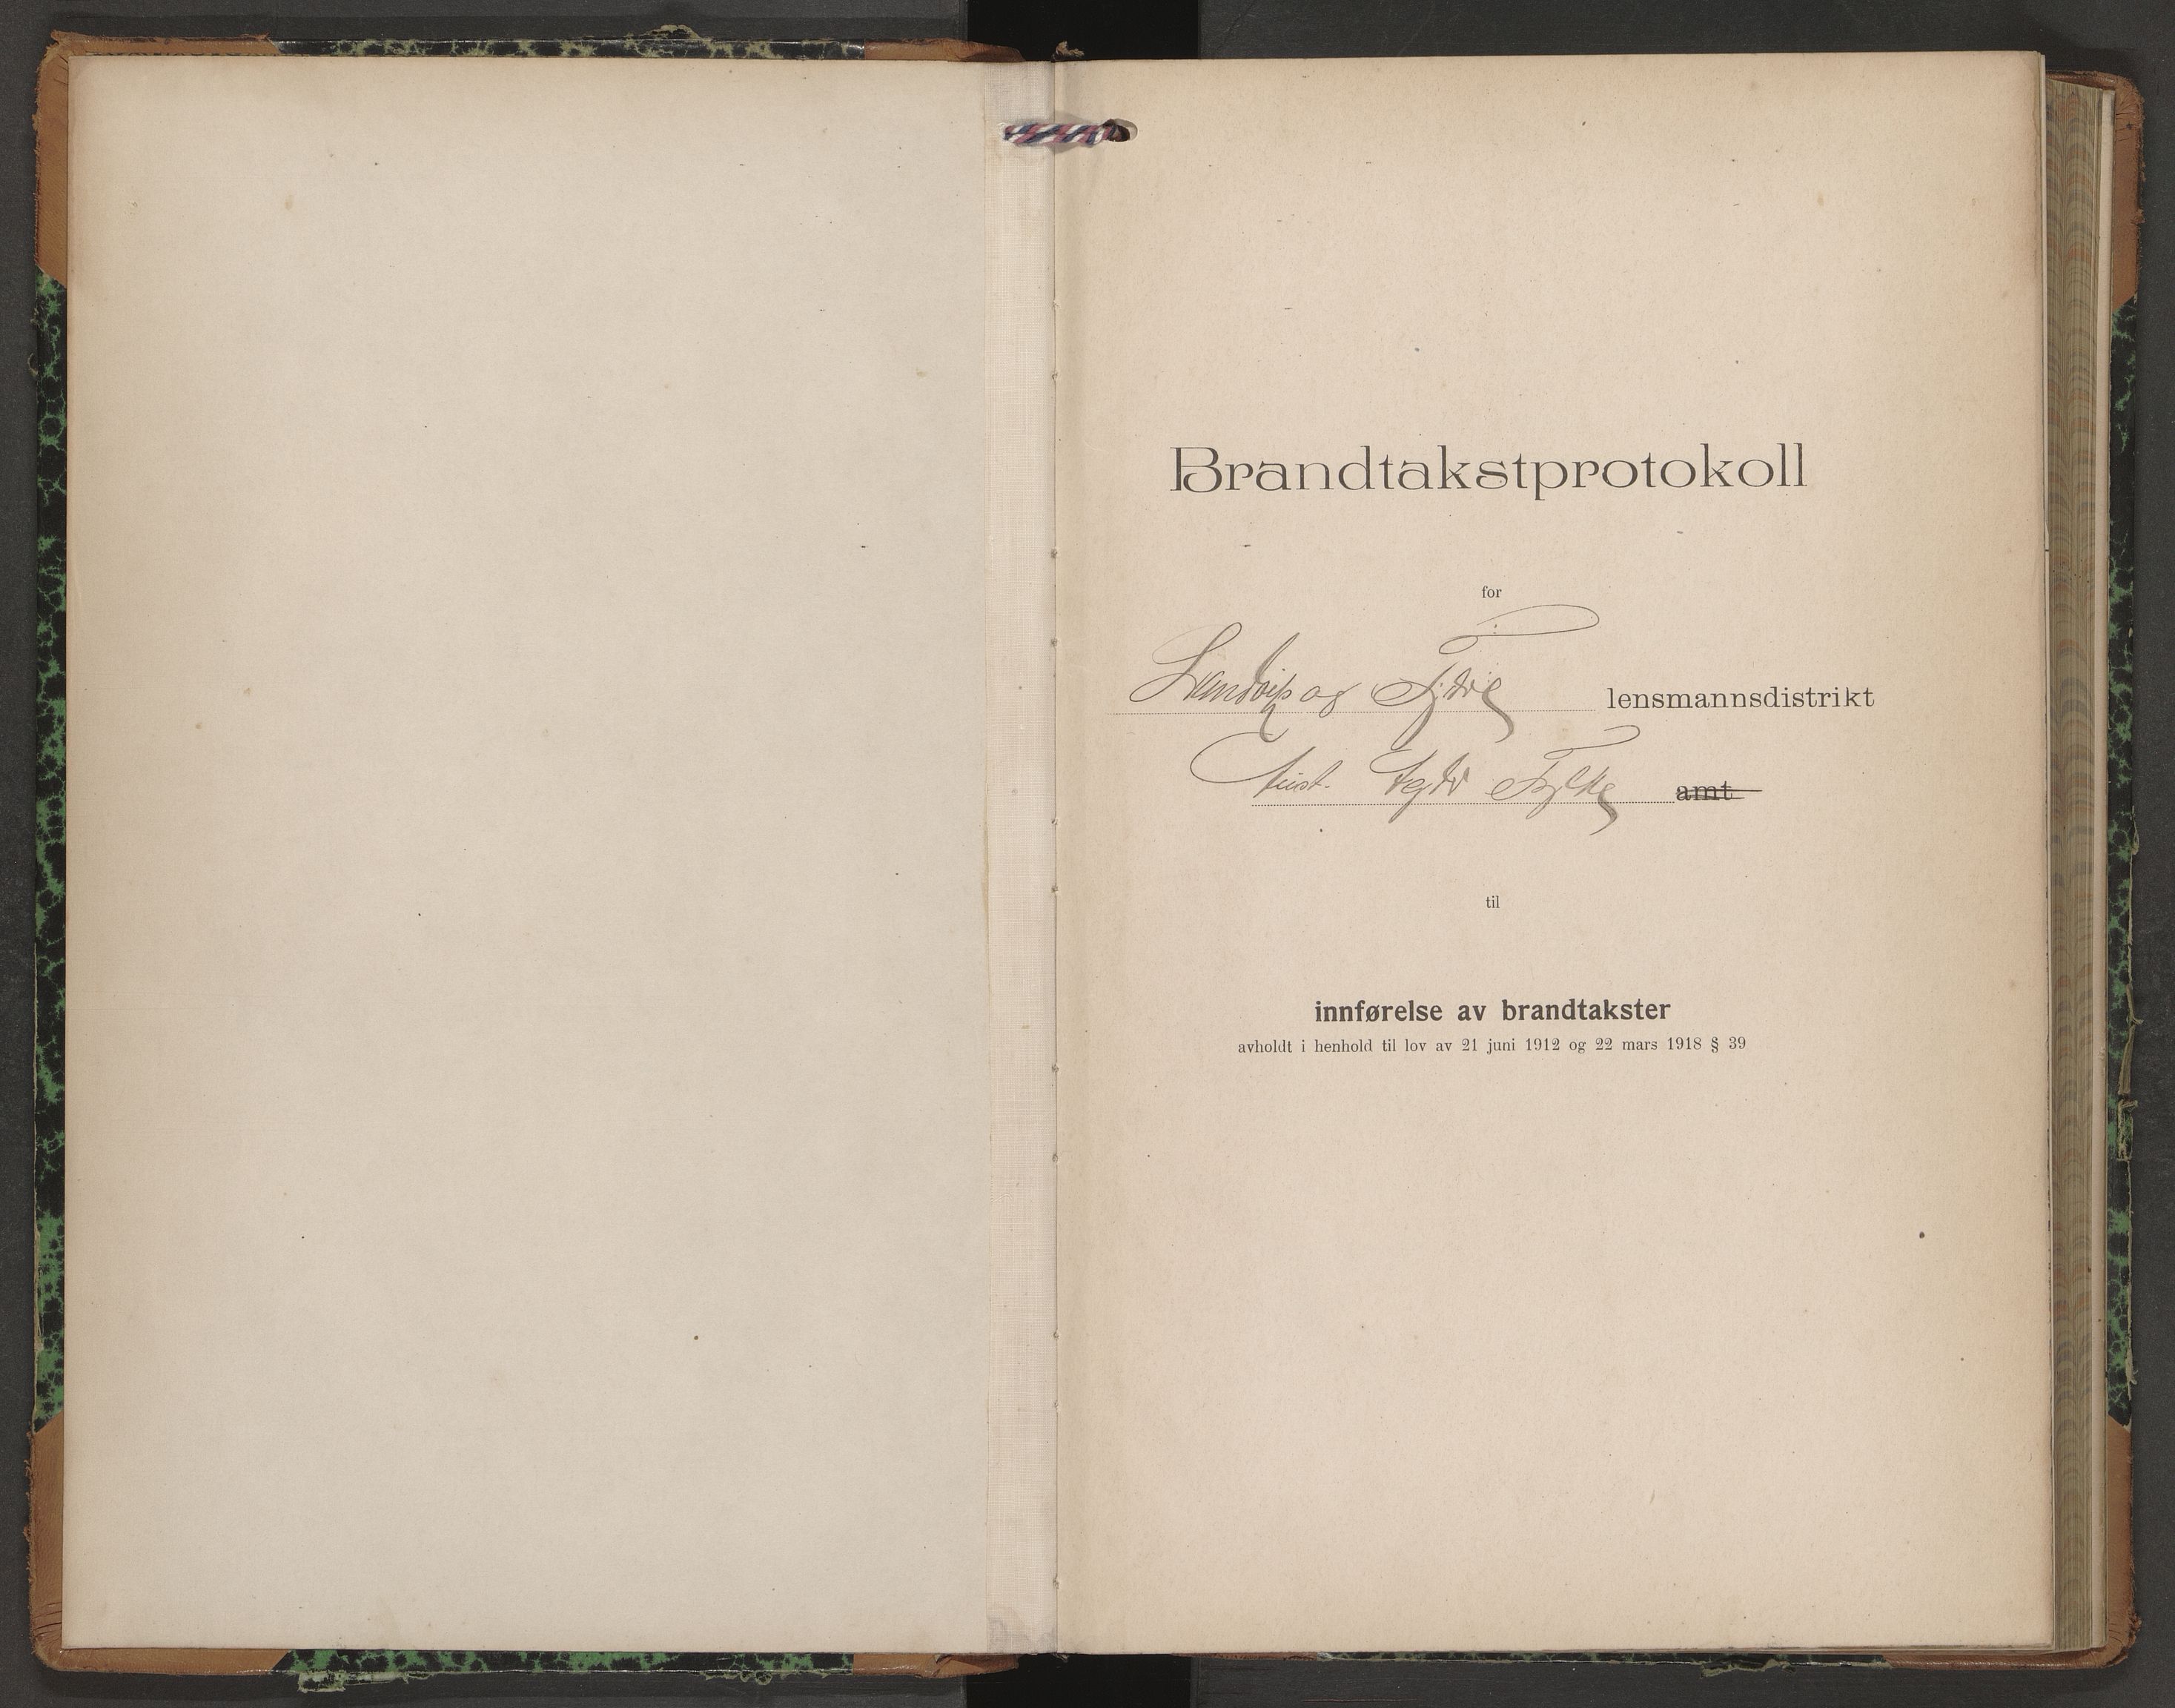 Brandtakstprotokoll
for
Landvik og Fjære lensmannsdistrikt
Aust-Agder Fylke amt
til
innførelse av brandtakster
avholdt i henhold til lov av 21 juni 1912 og 22 mars 1918 § 39